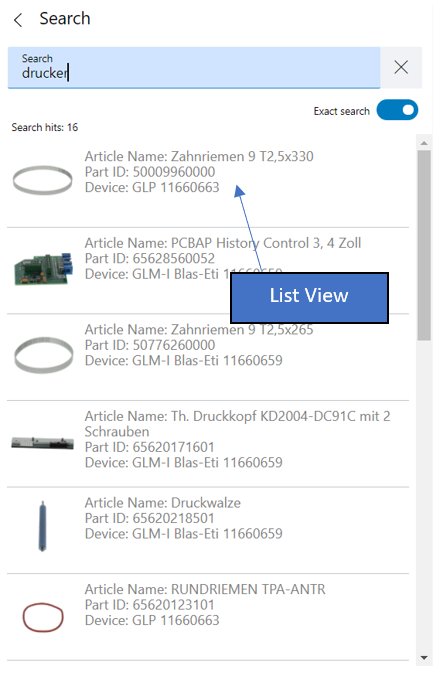 Search
Search
drucker
Exact search
Search hits: 16
Article Name: Zahnriemen 9 T2,5x330
Part ID: 50009960000
Device: GLP 11660663
Article Name: PCBAP History Control 3, 4 Zoll
Part ID: 65628560052
Device: GLM-I Blas-Eti 11660659
List View
Article Name: Zahnriemen 9 T2,5x265
Part ID: 50776260000
Device: GLM-I Blas-Eti 11660659
Article Name: Th. Druckkopf KD2004-DC91C mit 2
Schrauben
Part ID: 65620171601
Device: GLM-I Blas-Eti 11660659
Article Name: Druckwalze
Part ID: 65620218501
Device: GLM-I Blas-Eti 11660659
Article Name: RUNDRIEMEN TPA-ANTR
Part ID: 65620123101
Device: GLP 11660663